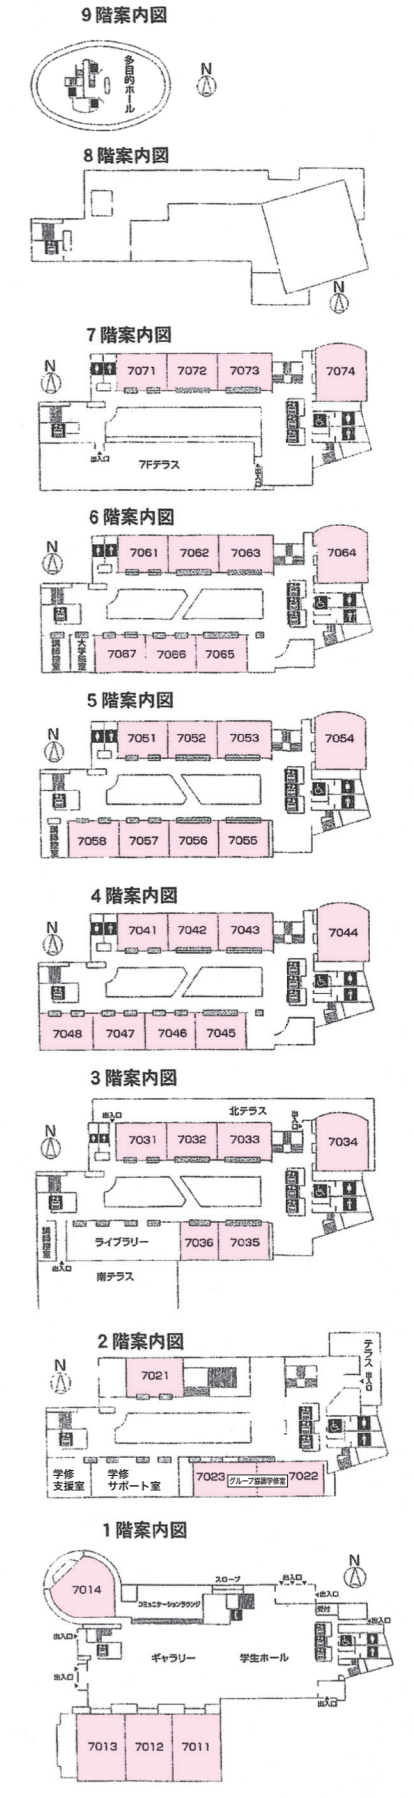 9階案内図
多目的ホール
N
8階案内図
N
7階案内図
N
7071 7072 7073 7074
出入口
7Fテラス
出入口
6階案内図
N
7061 7062 7063 7064
講師控室
大学院室
7067 7066 7065
5階案内図
N
7051 7052 7053 7054
講師控室
7058 7057 7056 7055
4階案内図
N
7041 7042 7043 7044
7048 7047 7046 7045
3階案内図
北テラス
出入口
出入口
N
7031 7032 7033 7034
講師控室
ライブラリー
7036 7035
出入口
南テラス
2階案内図
テラス
出入口
N
7021
学修
支援室
学修
サポート室
7023 グループ協調学修室 7022
1階案内図
N
7014
スロープ
出入口
出入口
コミュニケーションラウンジ
受付
出入口
出入口
ギャラリー
学生ホール
出入口
出入口
7013 7012 7011